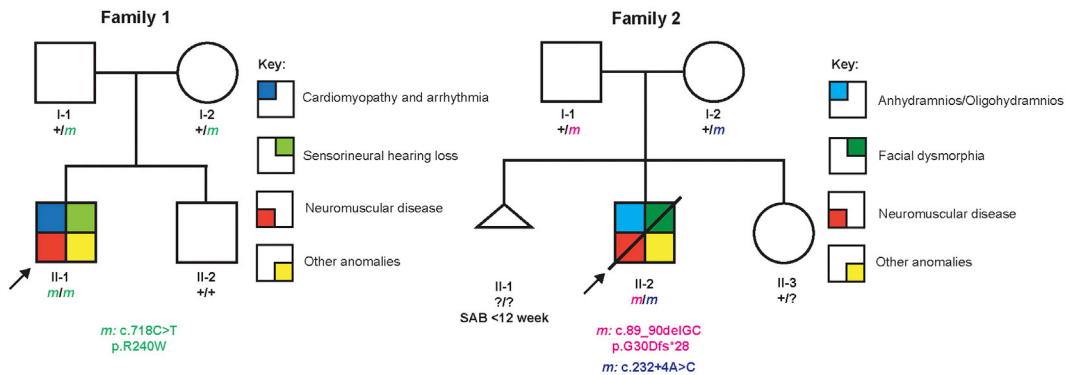 Family 1
I-1
+/m
I-2
+/m
II-1
m/m
II-2
+/+
m: c.718C>T
p.R240W
Key:
Cardiomyopathy and arrhythmia
Sensorineural hearing loss
Neuromuscular disease
Other anomalies
Family 2
I-1
+/m
I-2
+/m
II-1
?/?
SAB <12 week
II-2
m/m
II-3
+/?
m: c.89_90delGC
p.G30Dfs*28
m: c.232+4A>C
Key:
Anhydramnios/Oligohydramnios
Facial dysmorphia
Neuromuscular disease
Other anomalies